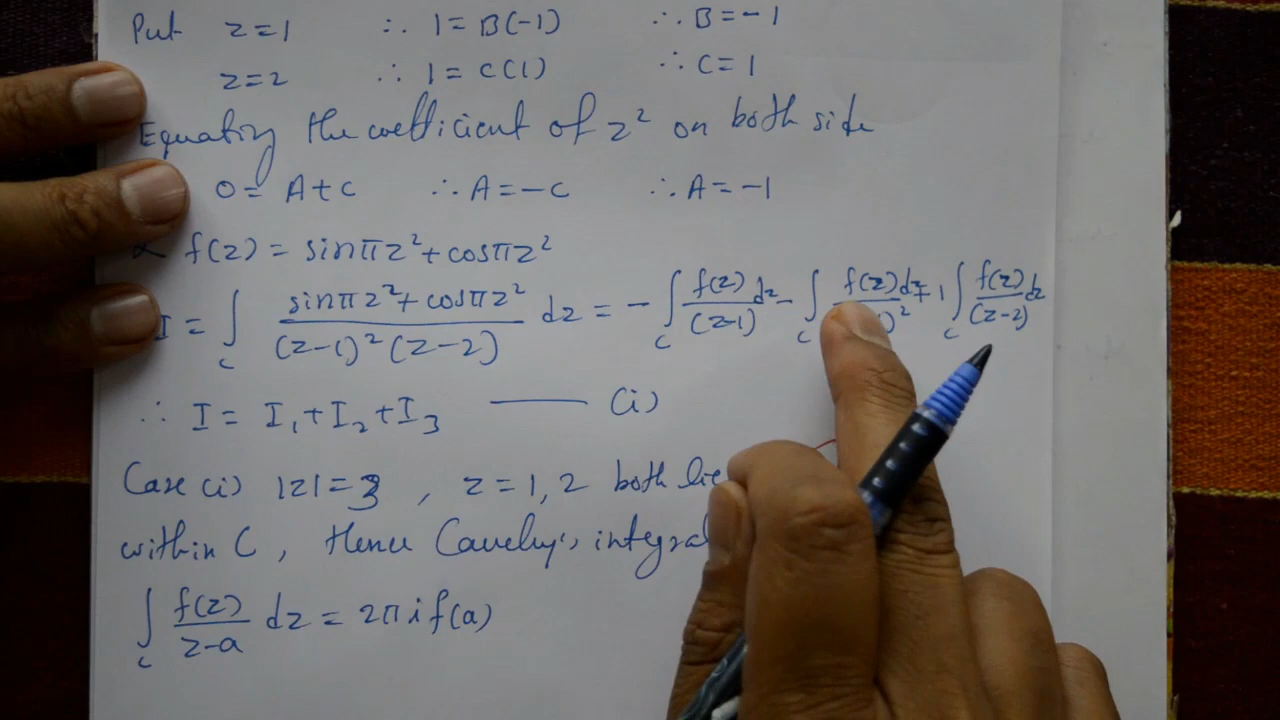 Put z=1 ∴ 1=B(-1) ∴ B=-1
z=2 ∴ 1=C(1) ∴ C=1
Equating the coefficient of z² on both side
0= A+C ∴ A=-C ∴ A=-1
f(z)= sinπz²+cosπz²
I = ∫_C (sinπz²+cosπz²)/((z-1)²(z-2)) dz = - ∫_C f(z)/(z-1) dz - ∫_C f(z)dz/ )² + 1∫_C f(z)/(z-2) dz
∴ I= I₁+I₂+I₃ —— (i)
Case (i) |z|=3 , z=1,2 both lie
within C, Hence Cauchy's integral
∫_C f(z)/(z-a) dz = 2πi f(a)